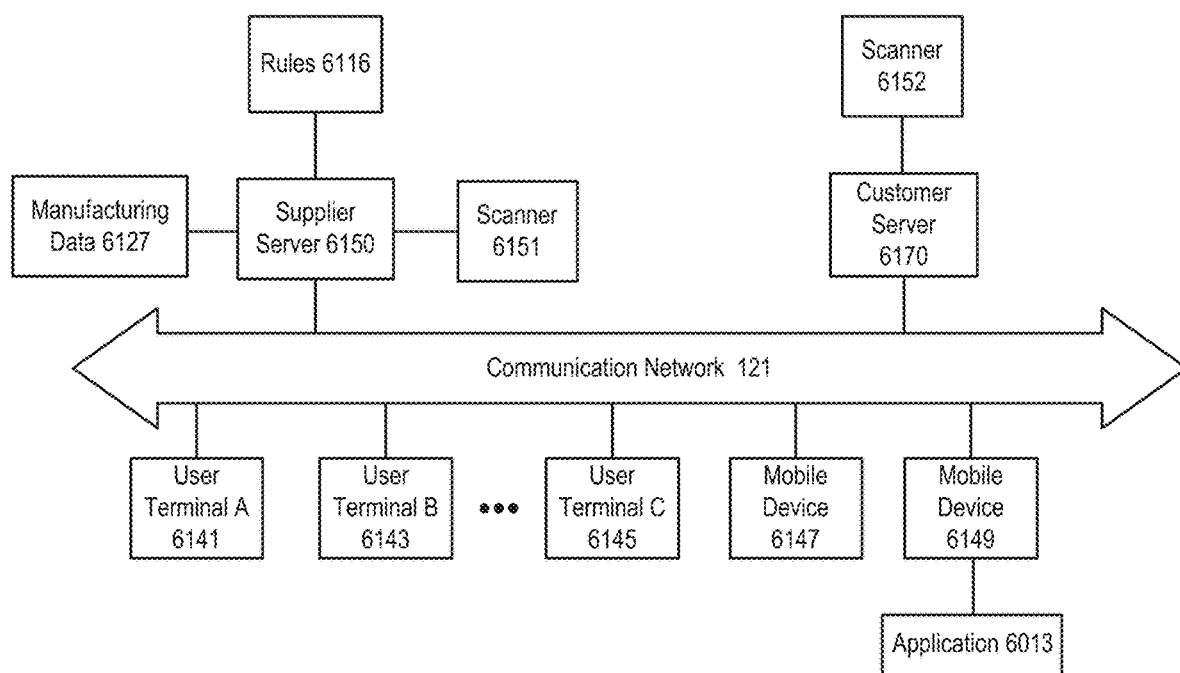 Rules 6116
Scanner
6152
Manufacturing
Data 6127
Supplier
Server 6150
Scanner
6151
Customer
Server
6170
Communication Network 121
User
Terminal A
6141
User
Terminal B
6143
User
Terminal C
6145
Mobile
Device
6147
Mobile
Device
6149
Application 6013